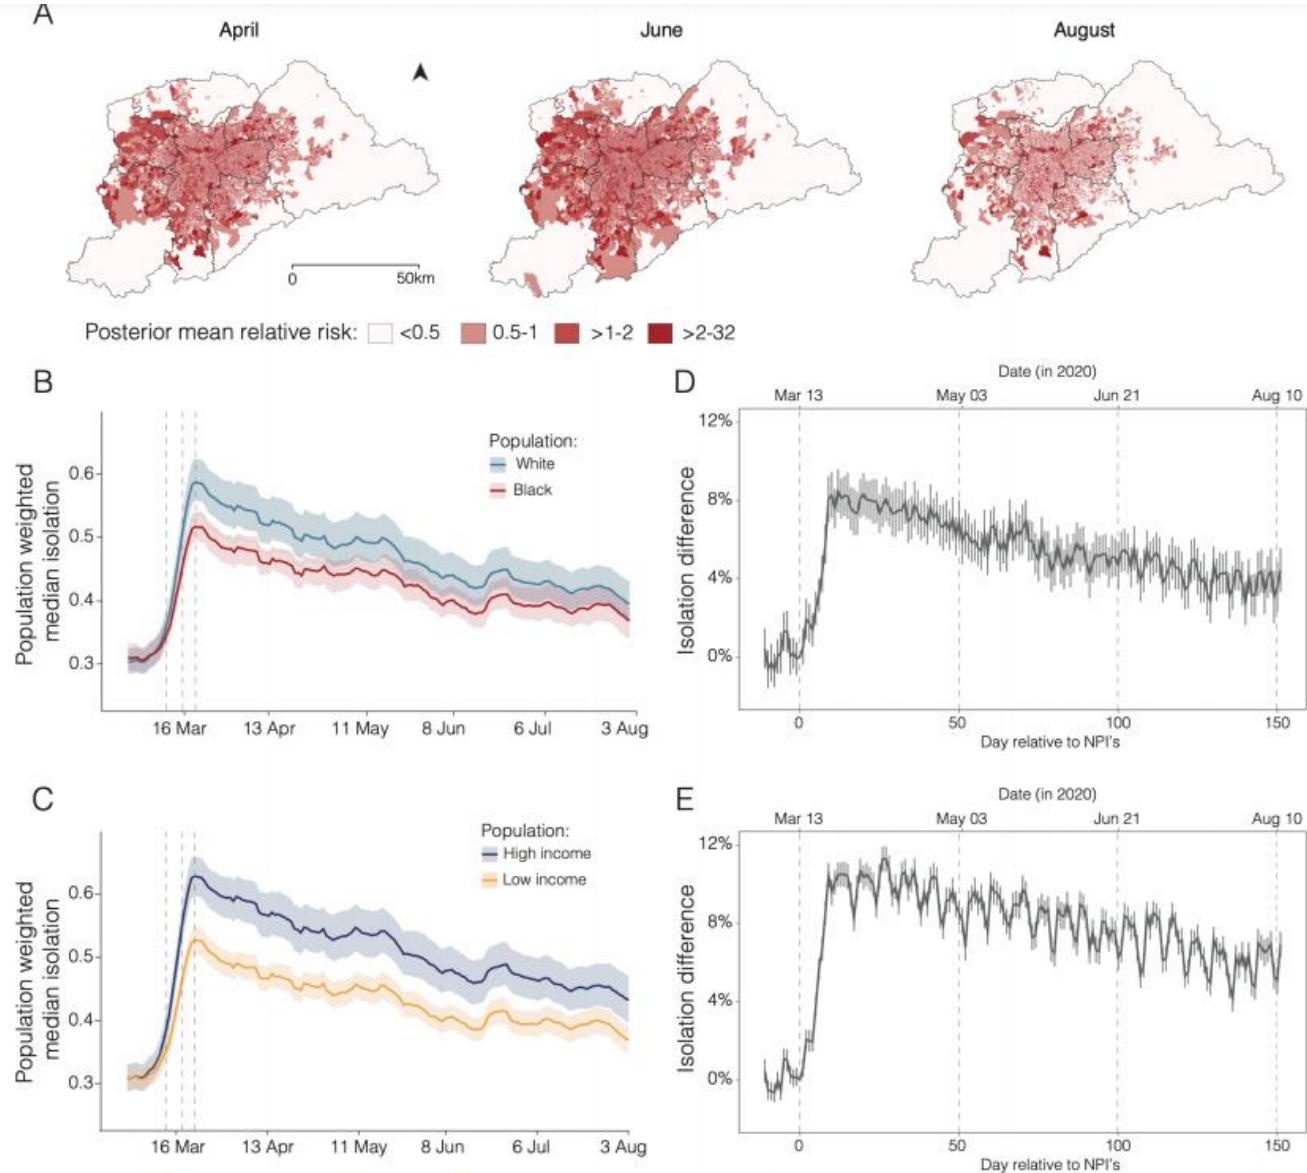 A
April June August
0 50km
Posterior mean relative risk: <0.5 0.5-1 >1-2 >2-32
B
Population weighted
median isolation
0.6
0.5
0.4
0.3
Population:
White
Black
16 Mar 13 Apr 11 May 8 Jun 6 Jul 3 Aug
D
Date (in 2020)
Mar 13 May 03 Jun 21 Aug 10
Isolation difference
12%
8%
4%
0%
0 50 100 150
Day relative to NPI's
C
Population weighted
median isolation
0.6
0.5
0.4
0.3
Population:
High income
Low income
16 Mar 13 Apr 11 May 8 Jun 6 Jul 3 Aug
E
Date (in 2020)
Mar 13 May 03 Jun 21 Aug 10
Isolation difference
12%
8%
4%
0%
0 50 100 150
Day relative to NPI's